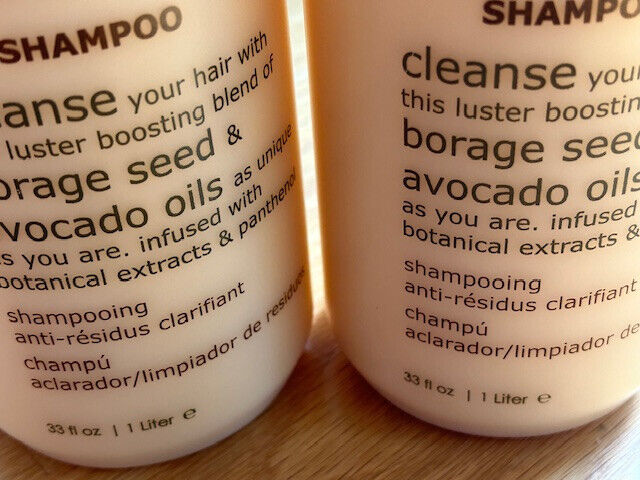 SHAMPOO
cleanse your hair with
luster boosting blend of
borage seed &
avocado oils as unique
as you are. infused with
botanical extracts & panthenol
shampooing
anti-résidus clarifiant
champú
aclarador/limpiador de residuos
33 fl oz | 1 Liter ℮
SHAMPOO
cleanse your
this luster boosting
borage seed
avocado oils
as you are. infused
botanical extracts &
shampooing
anti-résidus clarifiant
champú
aclarador/limpiador de
33 fl oz | 1 Liter ℮